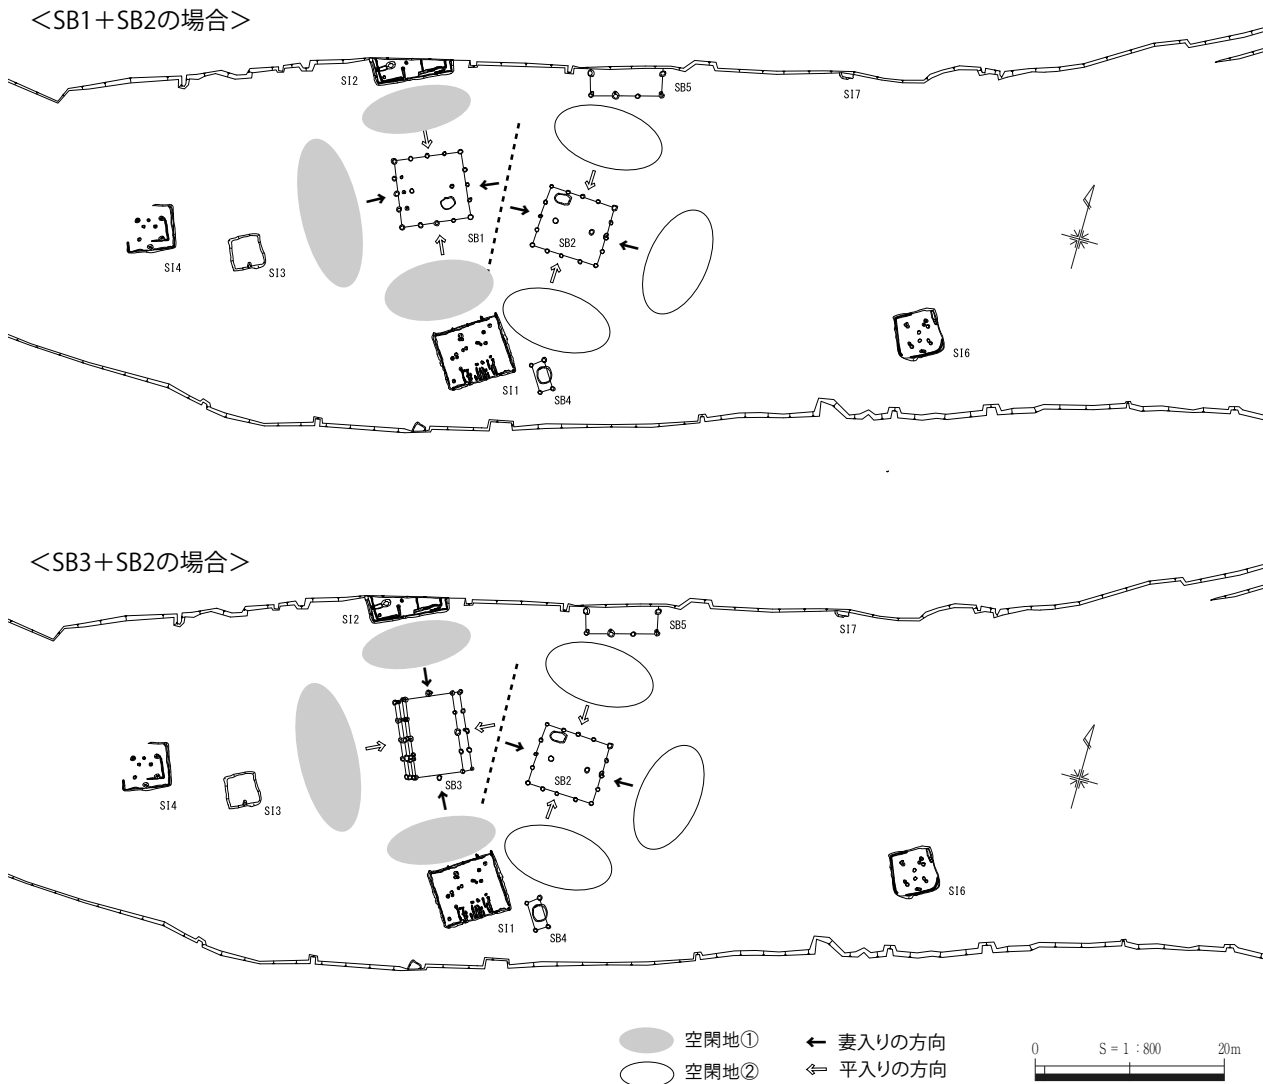 ＜SB1＋SB2の場合＞
SI2
SB5
SI7
SB1
SB2
SI4
SI3
SI6
SI1
SB4
＜SB3＋SB2の場合＞
SI2
SB5
SI7
SB3
SB2
SI4
SI3
SI6
SI1
SB4
空閑地① 妻入りの方向
空閑地② 平入りの方向
0 S = 1 : 800 20m